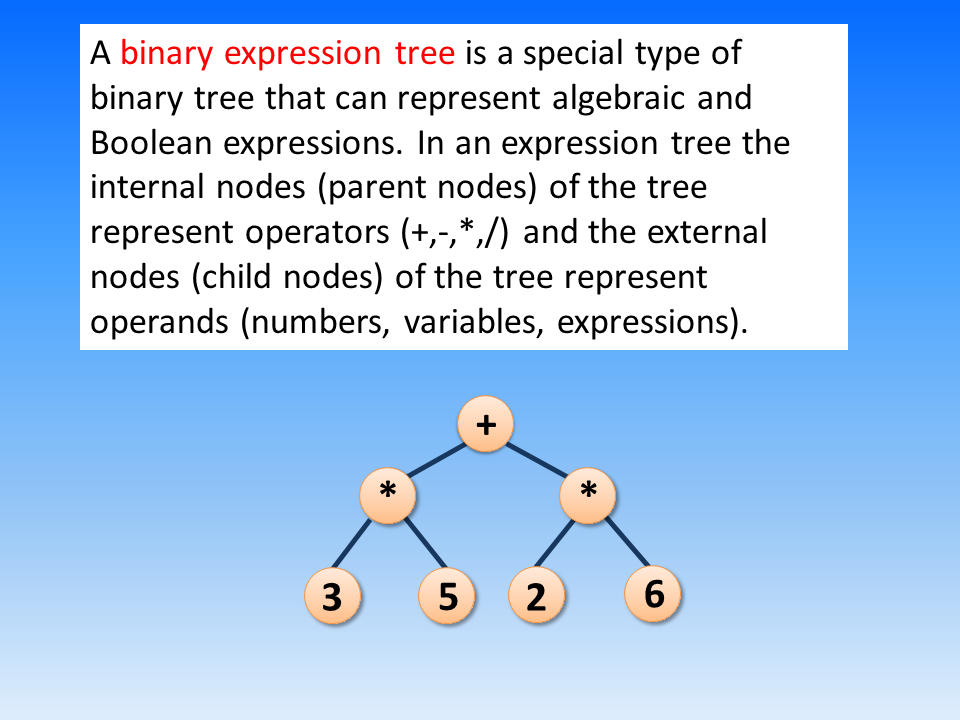 A binary expression tree is a special type of
binary tree that can represent algebraic and
Boolean expressions. In an expression tree the
internal nodes (parent nodes) of the tree
represent operators (+,-,*,/) and the external
nodes (child nodes) of the tree represent
operands (numbers, variables, expressions).
+
* *
3 5 2 6